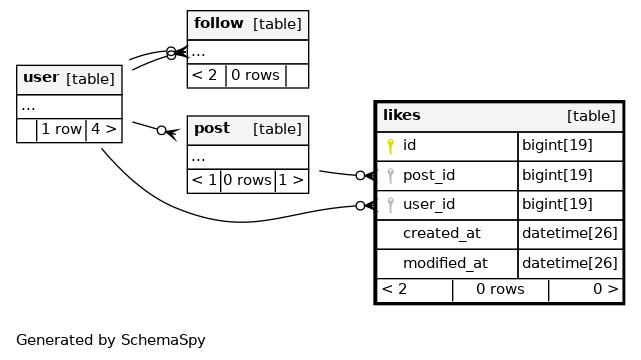 follow [table]
...
< 2 0 rows
user [table]
...
1 row 4 >
post [table]
...
< 1 0 rows 1 >
likes [table]
id bigint[19]
post_id bigint[19]
user_id bigint[19]
created_at datetime[26]
modified_at datetime[26]
< 2 0 rows 0 >
Generated by SchemaSpy